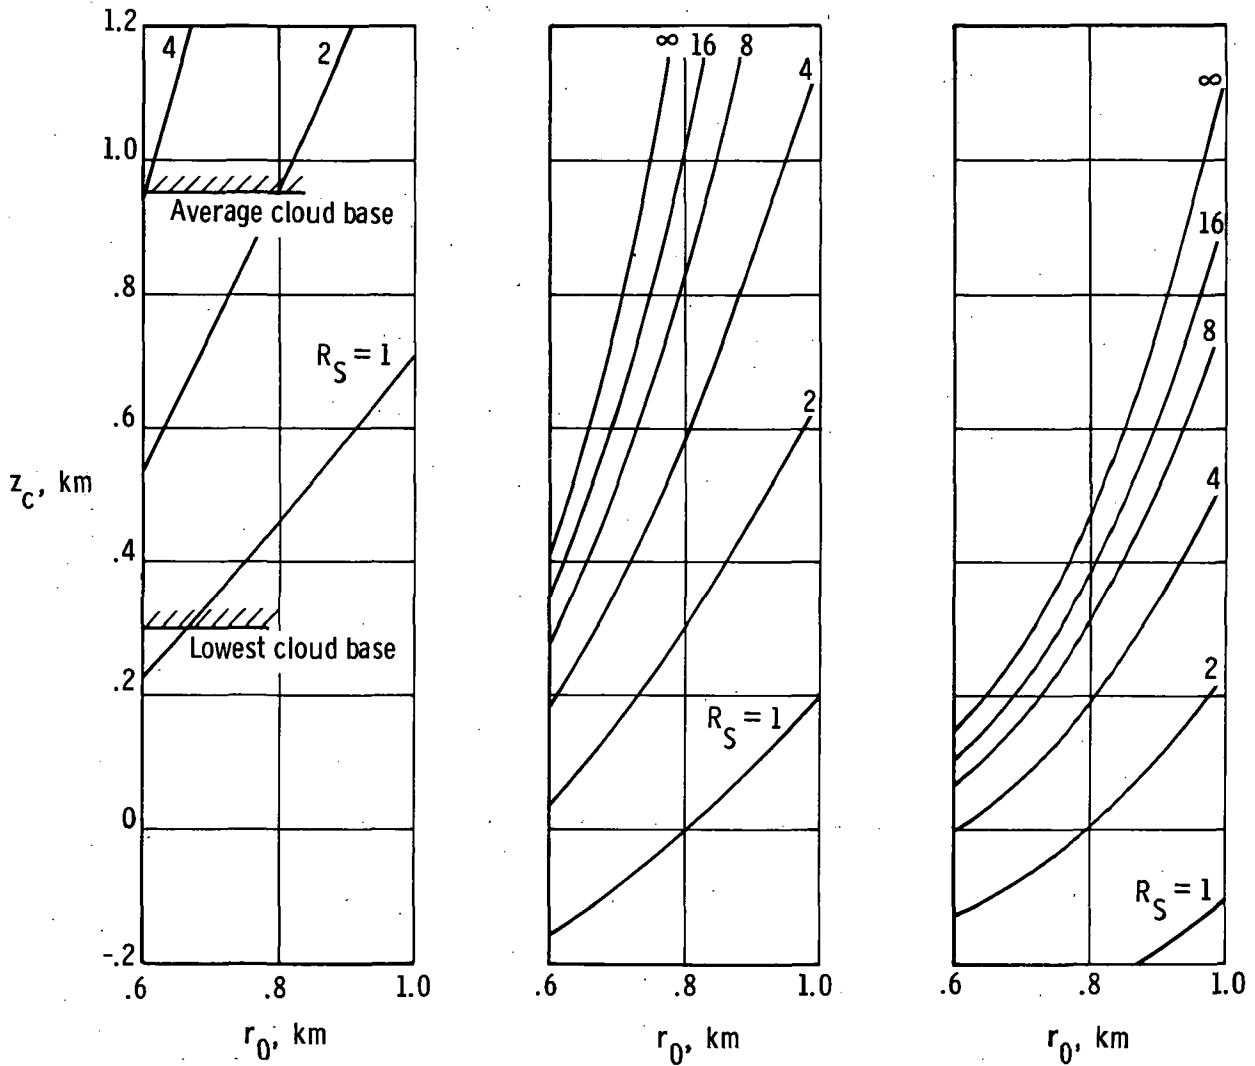 1.2
1.0
.8
.6
.4
.2
0
-.2
z_c, km
4
2
Average cloud base
R_S = 1
Lowest cloud base
.6 .8 1.0
r_0, km
∞ 16 8 4
2
R_S = 1
.6 .8 1.0
r_0, km
∞
16
8
4
2
R_S = 1
.6 .8 1.0
r_0, km